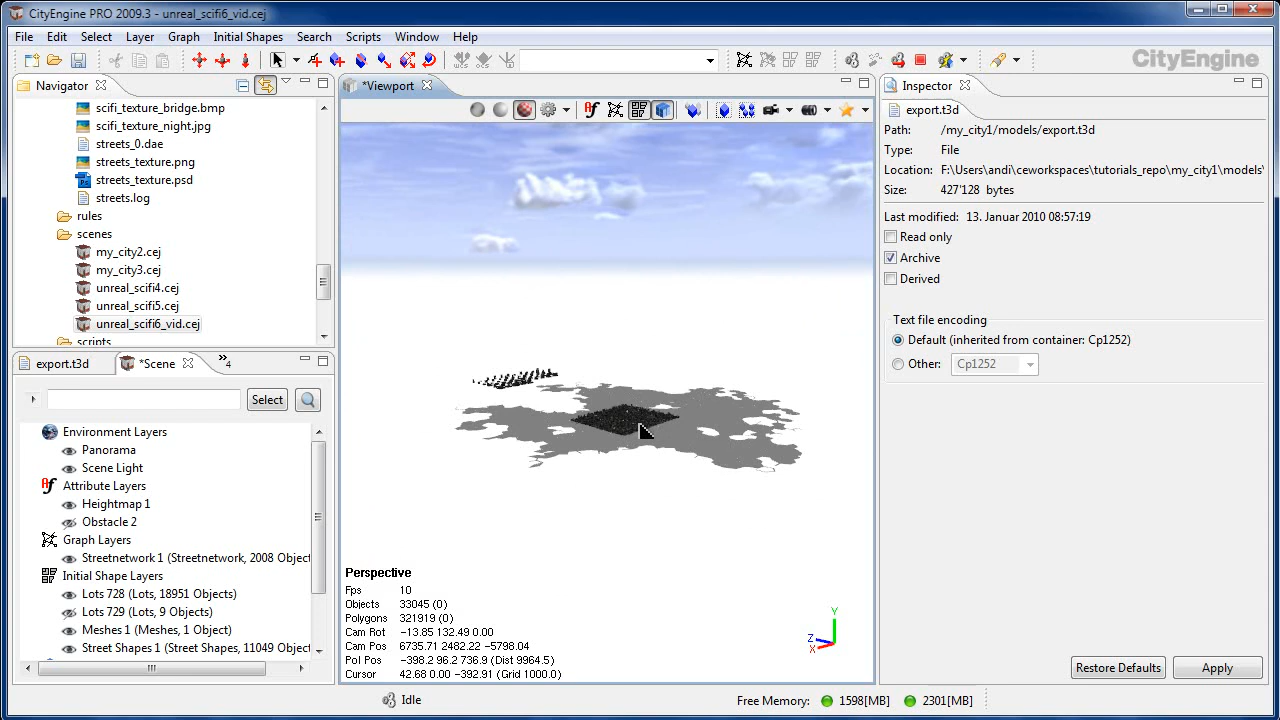 CityEngine PRO 2009.3 - unreal_scifi6_vid.cej
File Edit Select Layer Graph Initial Shapes Search Scripts Window Help
CityEngine
Navigator
scifi_texture_bridge.bmp
scifi_texture_night.jpg
streets_0.dae
streets_texture.png
streets_texture.psd
streets.log
rules
scenes
my_city2.cej
my_city3.cej
unreal_scifi4.cej
unreal_scifi5.cej
unreal_scifi6_vid.cej
scripts
export.t3d *Scene 4
Select
Environment Layers
Panorama
Scene Light
Attribute Layers
Heightmap 1
Obstacle 2
Graph Layers
Streetnetwork 1 (Streetnetwork, 2008 Object
Initial Shape Layers
Lots 728 (Lots, 18951 Objects)
Lots 729 (Lots, 9 Objects)
Meshes 1 (Meshes, 1 Object)
Street Shapes 1 (Street Shapes, 11049 Object
*Viewport
Perspective
Fps 10
Objects 33045 (0)
Polygons 321919 (0)
Cam Rot -13.85 132.49 0.00
Cam Pos 6735.71 2482.22 -5796.04
PoI Pos -398.2 96.2 736.9 (Dist 9964.5)
Cursor 42.68 0.00 -392.91 (Grid 1000.0)
Y
Z
X
Inspector
export.t3d
Path: /my_city1/models/export.t3d
Type: File
Location: F:\Users\andi\ceworkspaces\tutorials_repo\my_city1\models\
Size: 427'128 bytes
Last modified: 13. Januar 2010 08:57:19
Read only
Archive
Derived
Text file encoding
Default (inherited from container: Cp1252)
Other: Cp1252
Restore Defaults Apply
Idle
Free Memory: 1598[MB] 2301[MB]